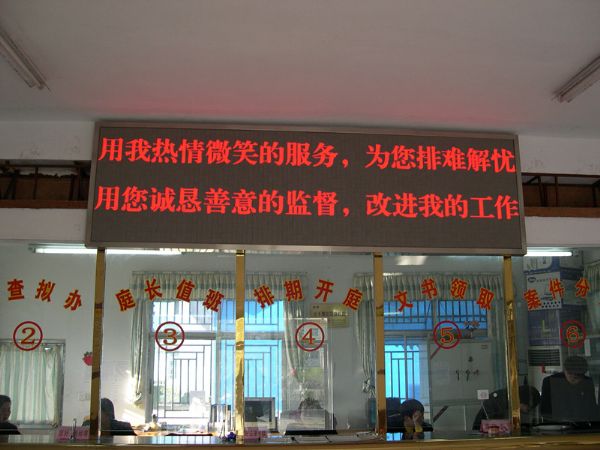 用我热情微笑的服务，为您排难解忧
用您诚恳善意的监督，改进我的工作
查拟办 庭长值班 排期开庭 文书领取 案件分
② ③ ④ ⑤ ⑥